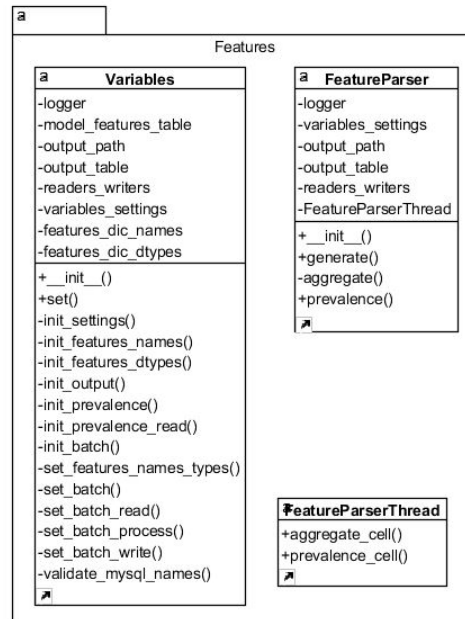 a
Features
a
Variables
-logger
-model_features_table
-output_path
-output_table
-readers_writers
-variables_settings
-features_dic_names
-features_dic_dtypes
+__init__()
+set()
-init_settings()
-init_features_names()
-init_features_dtypes()
-init_output()
-init_prevalence()
-init_prevalence_read()
-init_batch()
-set_features_names_types()
-set_batch()
-set_batch_read()
-set_batch_process()
-set_batch_write()
-validate_mysql_names()
a
FeatureParser
-logger
-variables_settings
-output_path
-output_table
-readers_writers
-FeatureParserThread
+__init__()
+generate()
-aggregate()
+prevalence()
FeatureParserThread
+aggregate_cell()
+prevalence_cell()